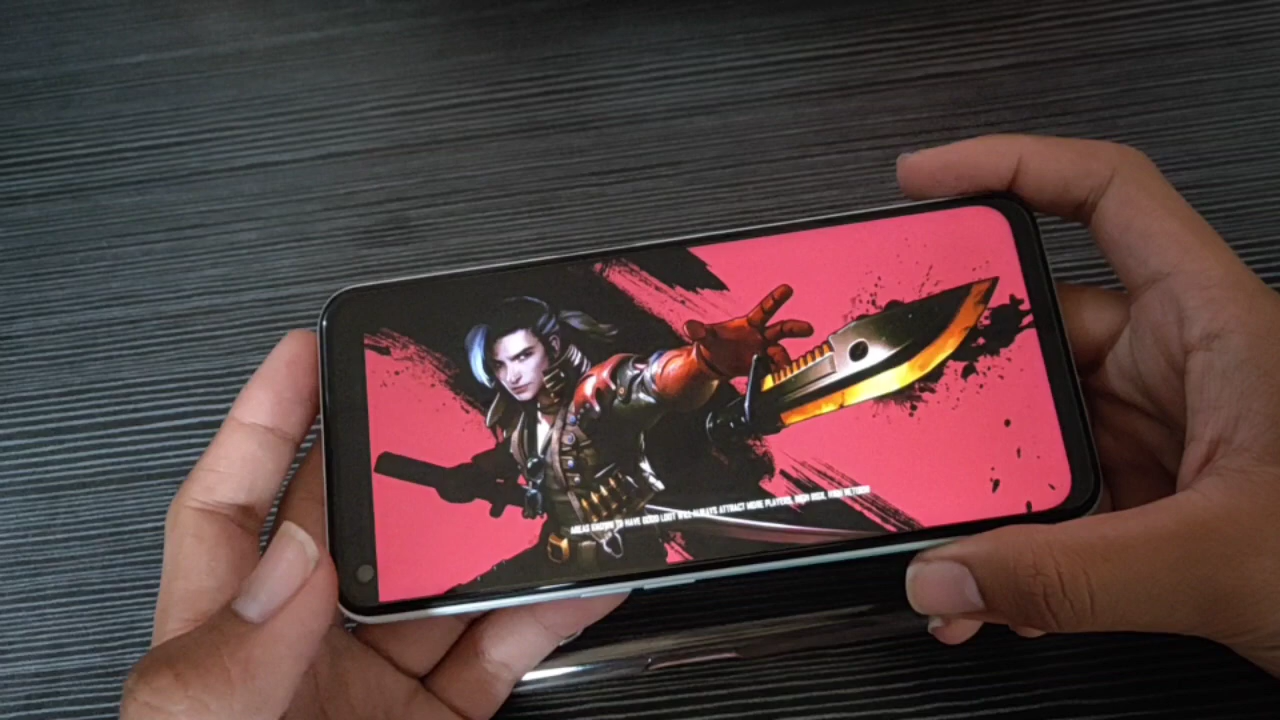 AREAS KNOWN TO HAVE GOOD LOOT WILL ALWAYS ATTRACT MORE PLAYERS, HIGH RISK, HIGH RETURN!